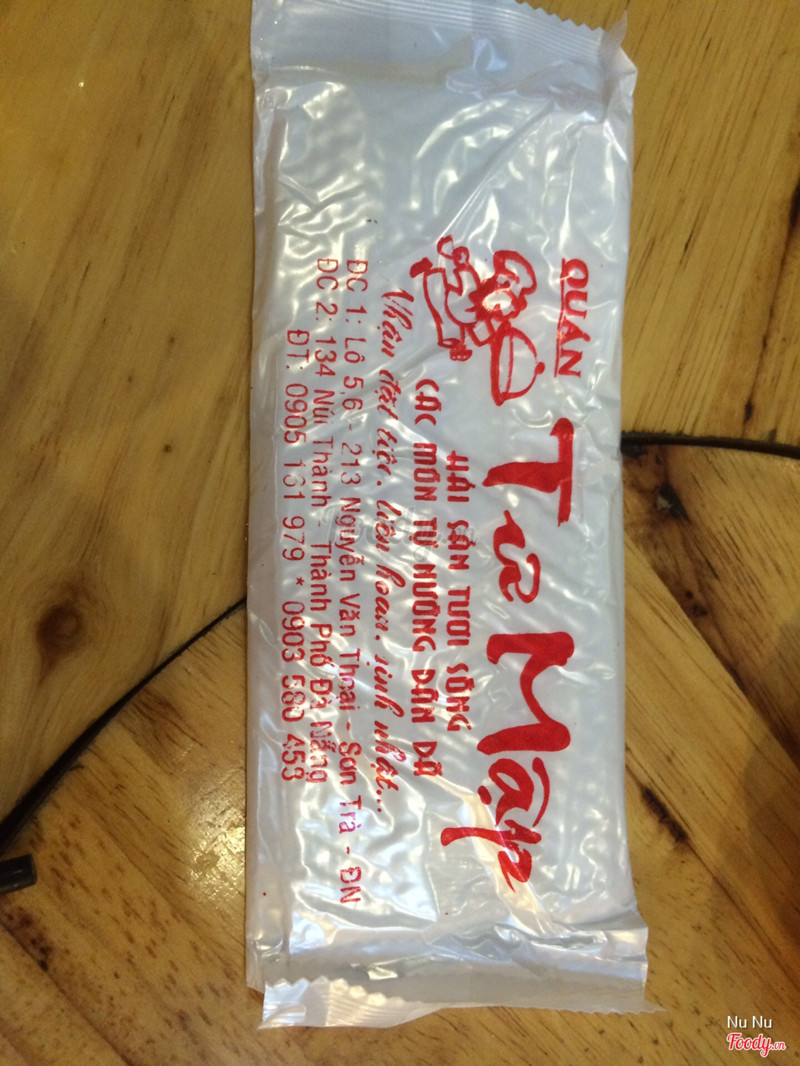 QUÁN
Tư Mập
HẢI SẢN TƯƠI SỐNG
CÁC MÓN TỰ NƯỚNG DÂN DÃ
Nhận đặt tiệc. liên hoan. sinh nhật...
ĐC 1: Lô 5,6 - 213 Nguyễn Văn Thoại - Sơn Trà - ĐN
ĐC 2: 134 Núi Thành - Thành Phố Đà Nẵng
ĐT: 0905 161 979 * 0903 580 453
Nu Nu
Foody.vn